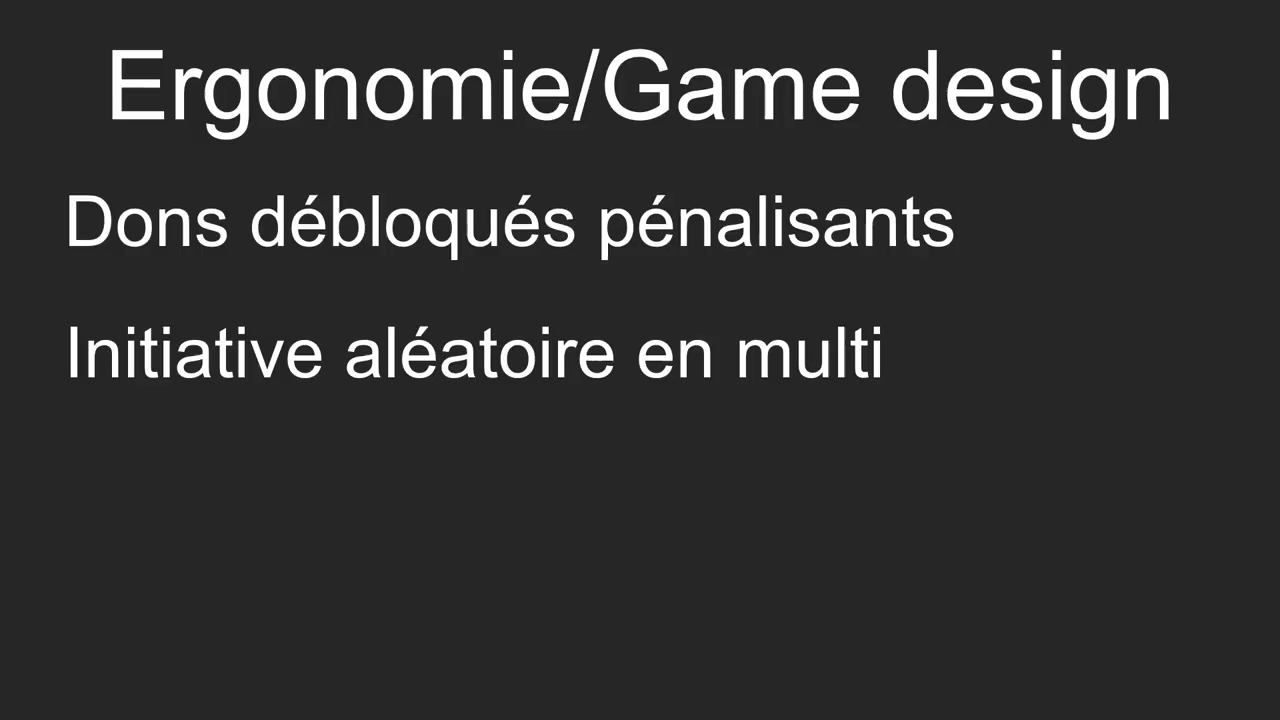 Ergonomie/Game design
Dons débloqués pénalisants
Initiative aléatoire en multi